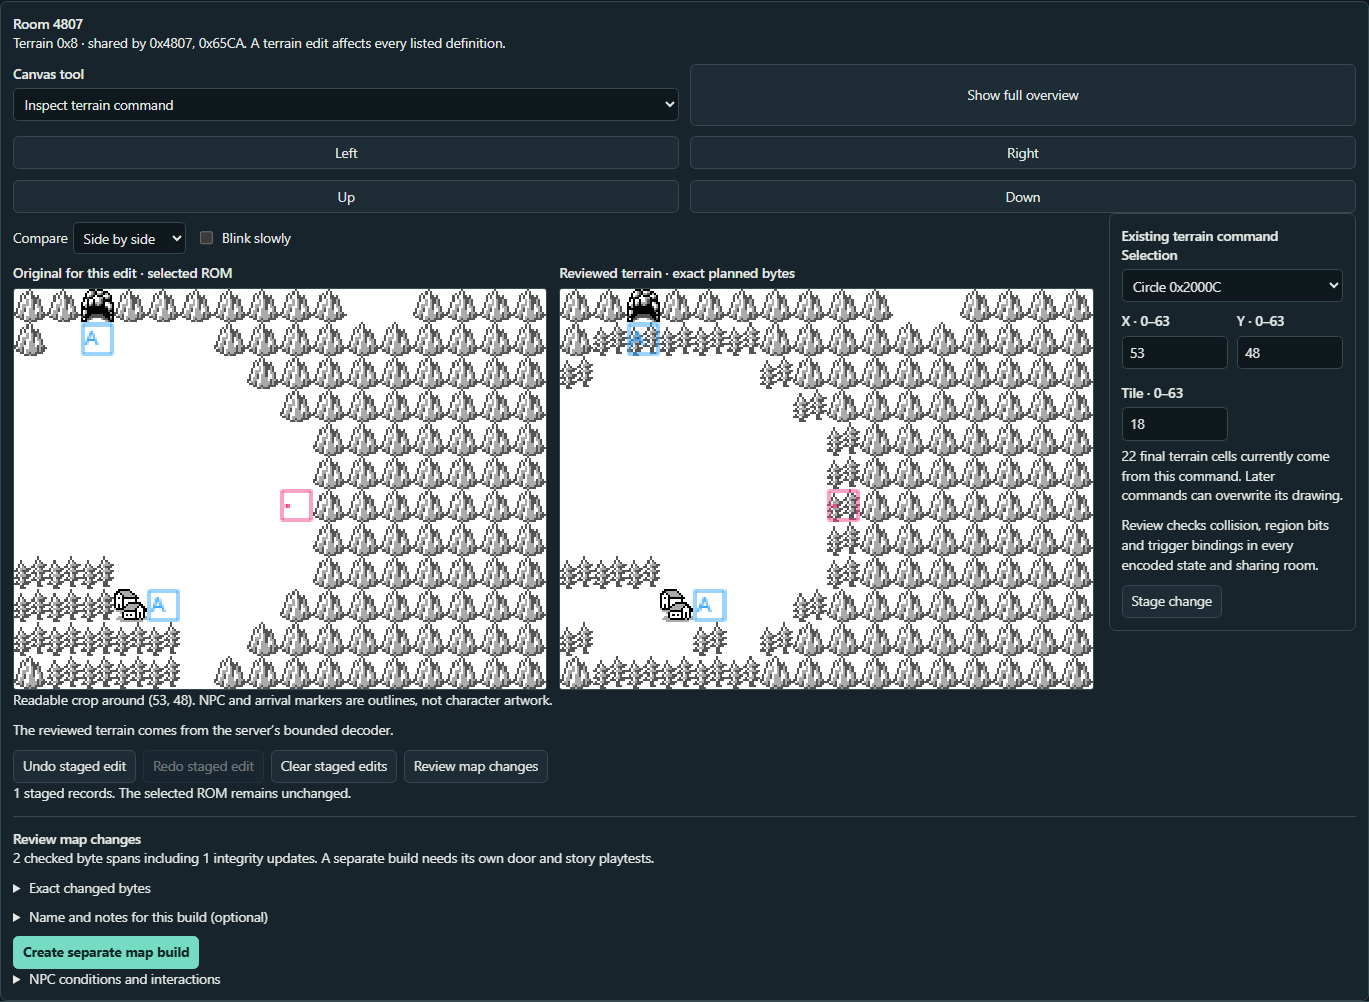 Room 4807
Terrain 0x8 · shared by 0x4807, 0x65CA. A terrain edit affects every listed definition.
Canvas tool
Inspect terrain command
Show full overview
Left
Right
Up
Down
Compare
Side by side
Blink slowly
Original for this edit · selected ROM
Reviewed terrain · exact planned bytes
A
A
A
A
Existing terrain command
Selection
Circle 0x2000C
X · 0–63
Y · 0–63
53
48
Tile · 0–63
18
22 final terrain cells currently come
from this command. Later
commands can overwrite its drawing.
Review checks collision, region bits
and trigger bindings in every
encoded state and sharing room.
Stage change
Readable crop around (53, 48). NPC and arrival markers are outlines, not character artwork.
The reviewed terrain comes from the server’s bounded decoder.
Undo staged edit
Redo staged edit
Clear staged edits
Review map changes
1 staged records. The selected ROM remains unchanged.
Review map changes
2 checked byte spans including 1 integrity updates. A separate build needs its own door and story playtests.
Exact changed bytes
Name and notes for this build (optional)
Create separate map build
NPC conditions and interactions